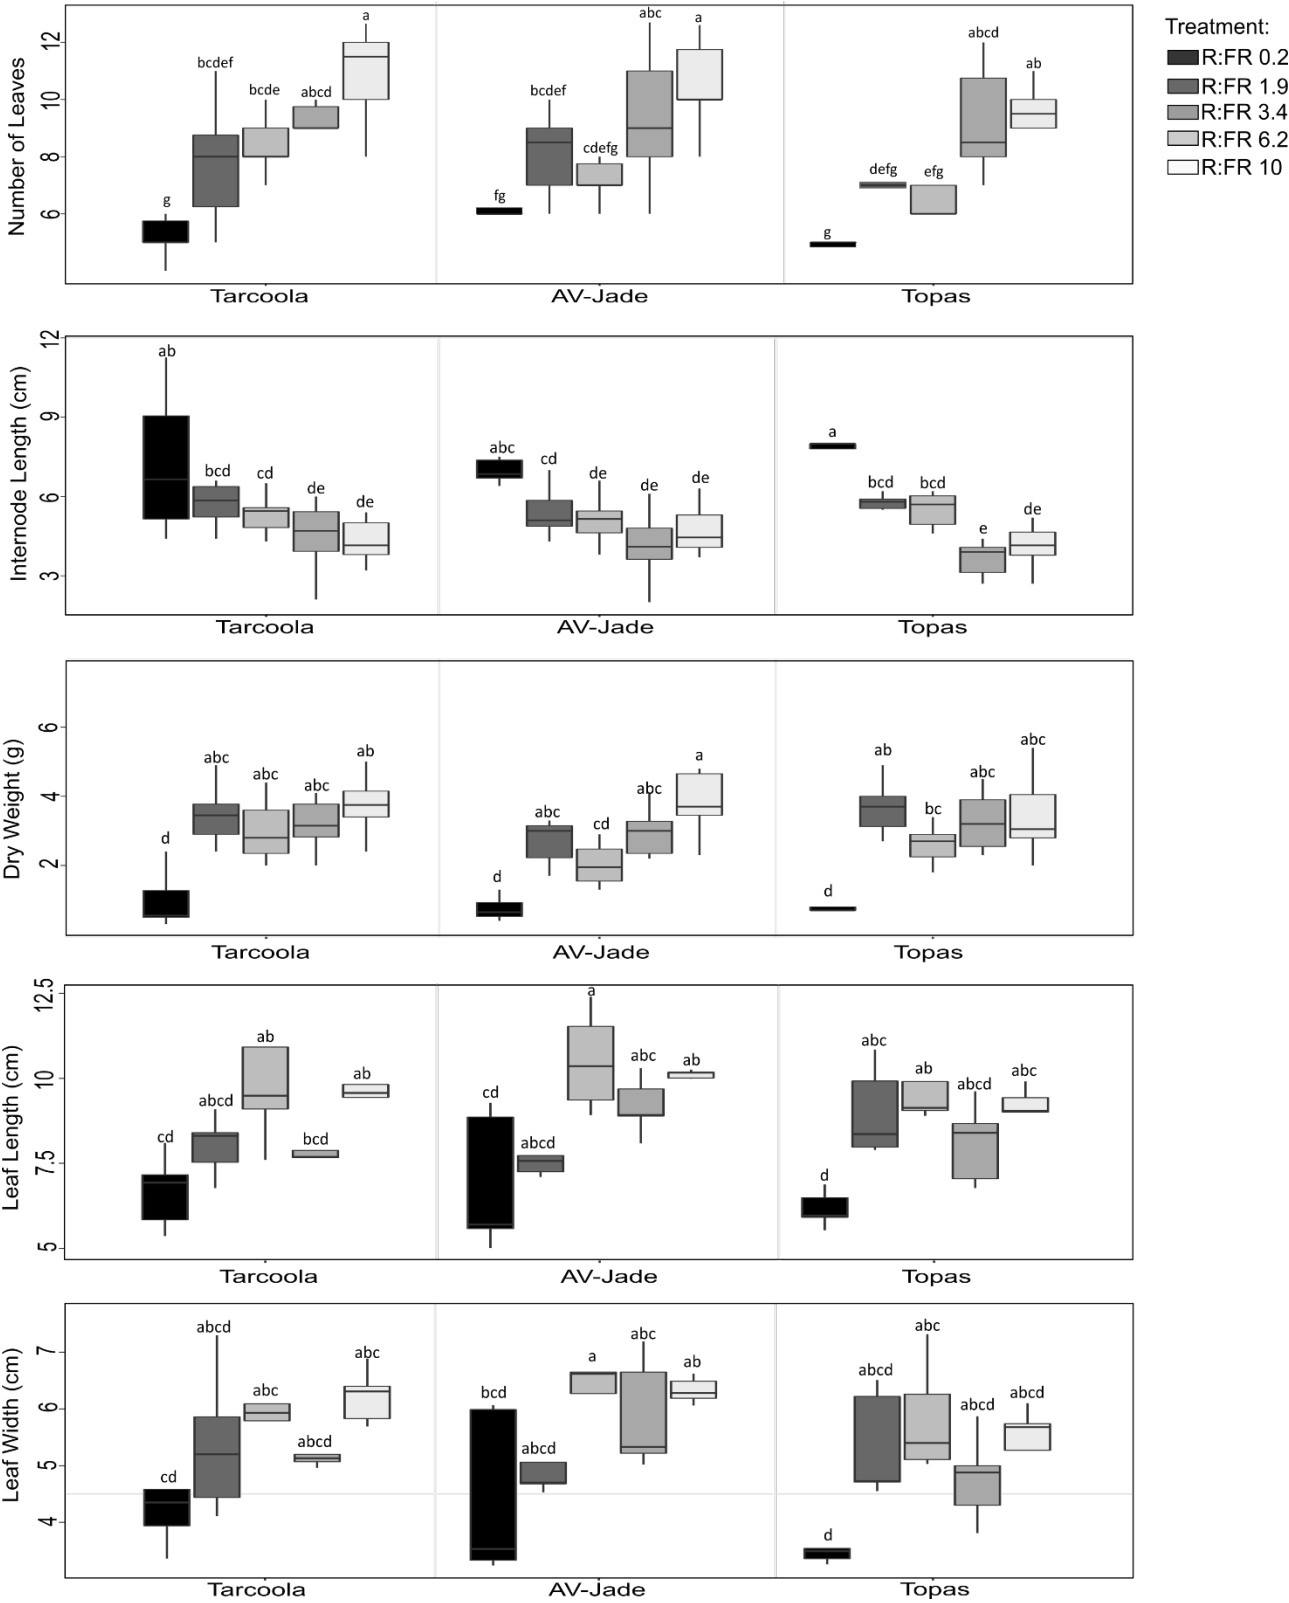 Treatment:
R:FR 0.2
R:FR 1.9
R:FR 3.4
R:FR 6.2
R:FR 10
Number of Leaves
12
10
8
6
g
bcdef
bcde
abcd
a
fg
bcdef
cdefg
abc
a
g
defg
efg
abcd
ab
Tarcoola
AV-Jade
Topas
Internode Length (cm)
12
9
6
3
ab
bcd
cd
de
de
abc
cd
de
de
de
a
bcd
bcd
e
de
Tarcoola
AV-Jade
Topas
Dry Weight (g)
6
4
2
d
abc
abc
abc
ab
d
abc
cd
abc
a
d
ab
bc
abc
abc
Tarcoola
AV-Jade
Topas
Leaf Length (cm)
12.5
10
7.5
5
cd
abcd
ab
bcd
ab
cd
abcd
a
abc
ab
d
abc
ab
abcd
abc
Tarcoola
AV-Jade
Topas
Leaf Width (cm)
7
6
5
4
cd
abcd
abc
abcd
abc
bcd
abcd
a
abc
ab
d
abcd
abc
abcd
abcd
Tarcoola
AV-Jade
Topas